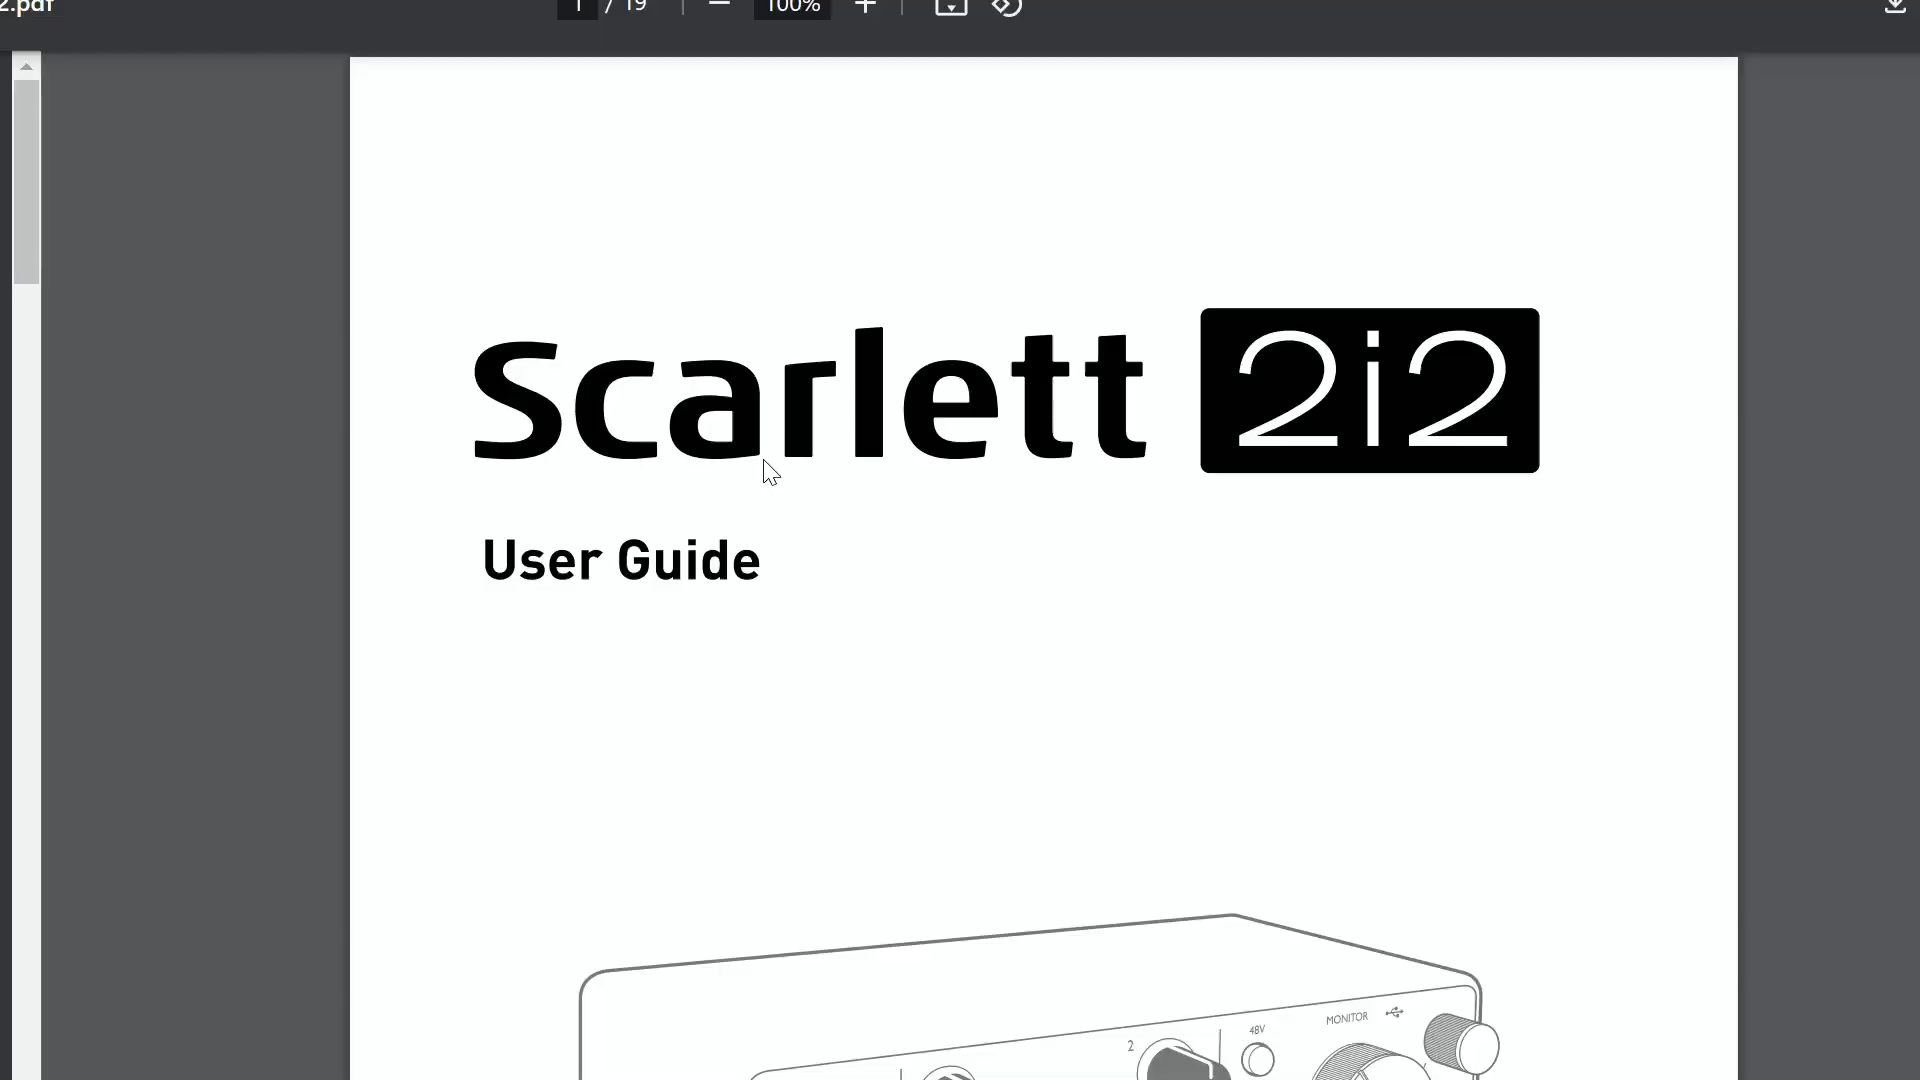 2.pdf
1 / 19
100%
Scarlett 2i2
User Guide
48V
MONITOR
2